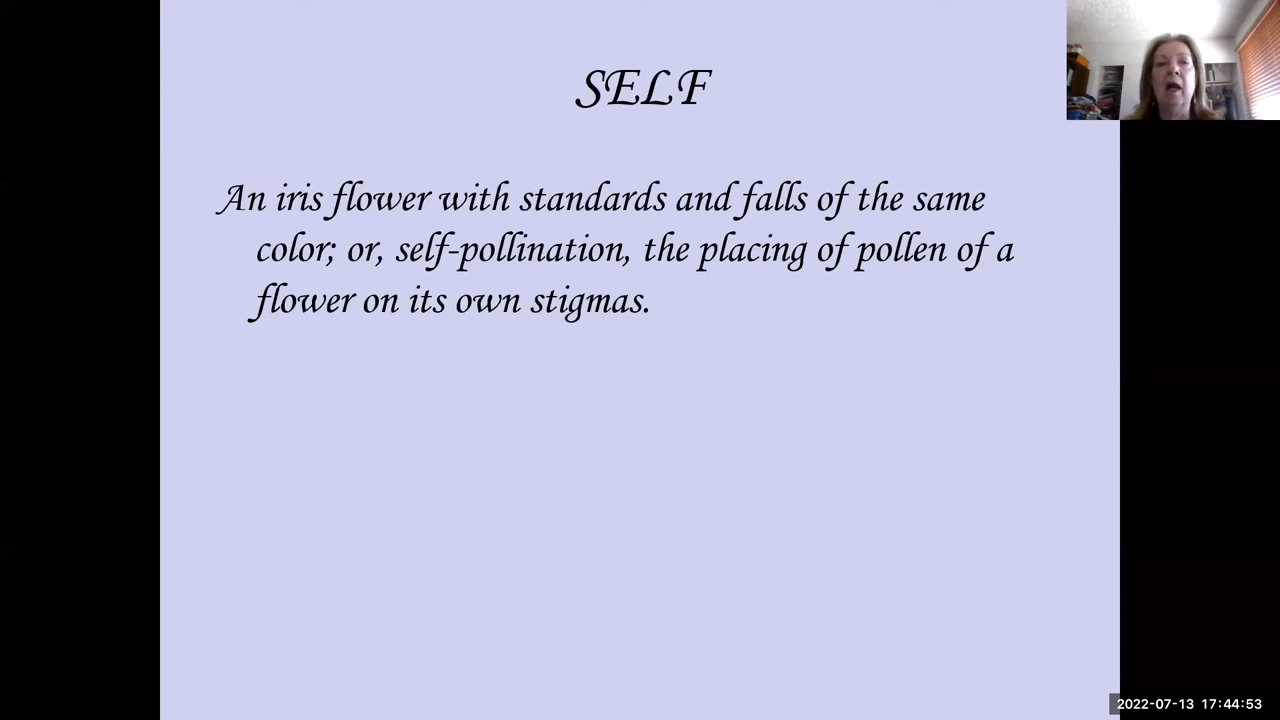 SELF
An iris flower with standards and falls of the same
color; or, self-pollination, the placing of pollen of a
flower on its own stigmas.
2022-07-13 17:44:53